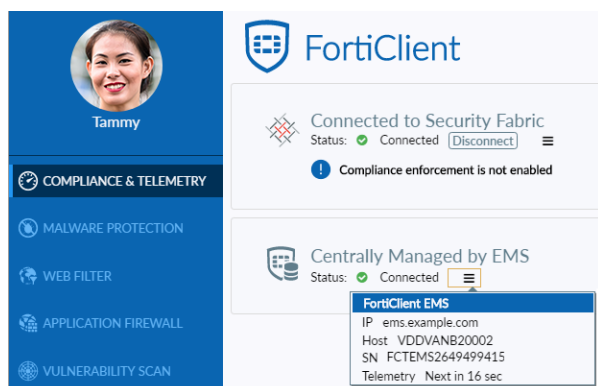 FortiClient
Tammy
Connected to Security Fabric
Status: Connected Disconnect
Compliance enforcement is not enabled
COMPLIANCE & TELEMETRY
MALWARE PROTECTION
WEB FILTER
APPLICATION FIREWALL
VULNERABILITY SCAN
Centrally Managed by EMS
Status: Connected
FortiClient EMS
IP ems.example.com
Host VDDVANB20002
SN FCTEMS2649499415
Telemetry Next in 16 sec